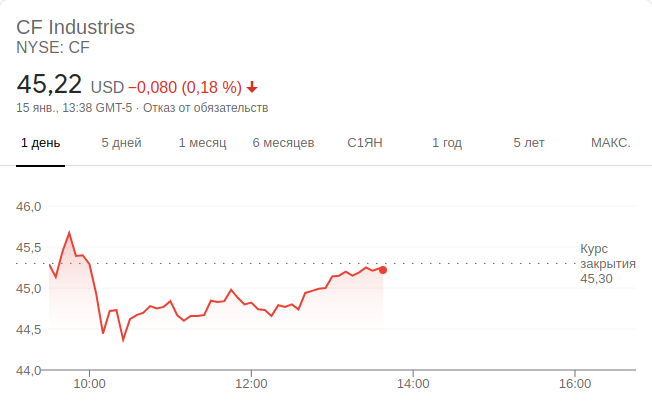 CF Industries
NYSE: CF
45,22 USD −0,080 (0,18 %)
15 янв., 13:38 GMT-5 · Отказ от обязательств
1 день 5 дней 1 месяц 6 месяцев С1ЯН 1 год 5 лет МАКС.
46,0
45,5
45,0
44,5
44,0
Курс
закрытия
45,30
10:00 12:00 14:00 16:00